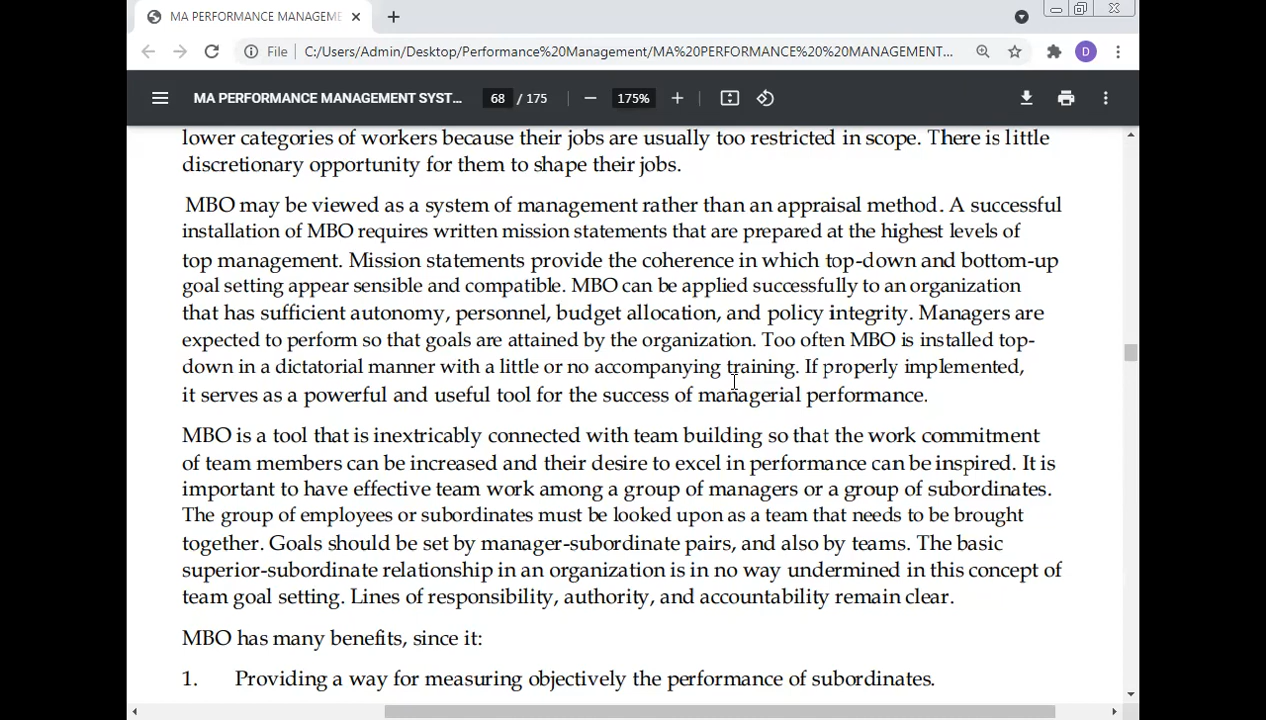 MA PERFORMANCE MANAGEME
File C:/Users/Admin/Desktop/Performance%20Management/MA%20PERFORMANCE%20%20MANAGEMENT... D
MA PERFORMANCE MANAGEMENT SYST... 68 / 175 175%
lower categories of workers because their jobs are usually too restricted in scope. There is little
discretionary opportunity for them to shape their jobs.
MBO may be viewed as a system of management rather than an appraisal method. A successful
installation of MBO requires written mission statements that are prepared at the highest levels of
top management. Mission statements provide the coherence in which top-down and bottom-up
goal setting appear sensible and compatible. MBO can be applied successfully to an organization
that has sufficient autonomy, personnel, budget allocation, and policy integrity. Managers are
expected to perform so that goals are attained by the organization. Too often MBO is installed top-
down in a dictatorial manner with a little or no accompanying training. If properly implemented,
it serves as a powerful and useful tool for the success of managerial performance.
MBO is a tool that is inextricably connected with team building so that the work commitment
of team members can be increased and their desire to excel in performance can be inspired. It is
important to have effective team work among a group of managers or a group of subordinates.
The group of employees or subordinates must be looked upon as a team that needs to be brought
together. Goals should be set by manager-subordinate pairs, and also by teams. The basic
superior-subordinate relationship in an organization is in no way undermined in this concept of
team goal setting. Lines of responsibility, authority, and accountability remain clear.
MBO has many benefits, since it:
1. Providing a way for measuring objectively the performance of subordinates.